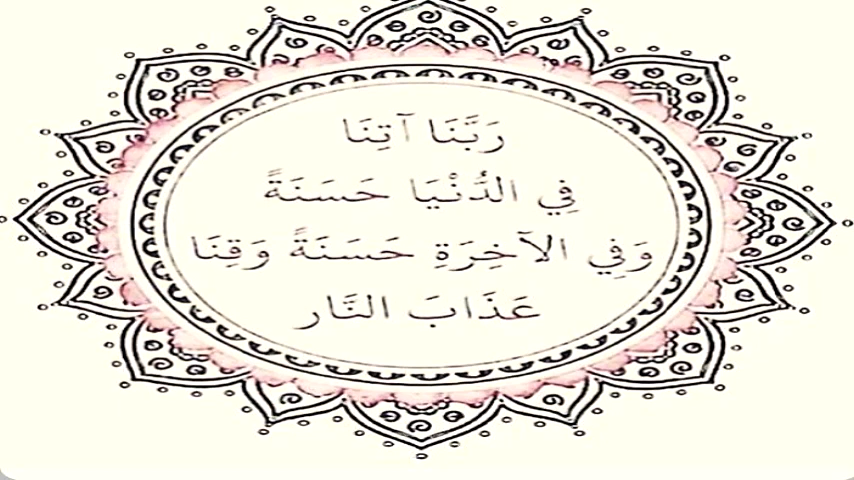 رَبَّنَا آتِنَا
فِي الدُّنْيَا حَسَنَةً
وَفِي الآخِرَةِ حَسَنَةً وَقِنَا
عَذَابَ النَّار